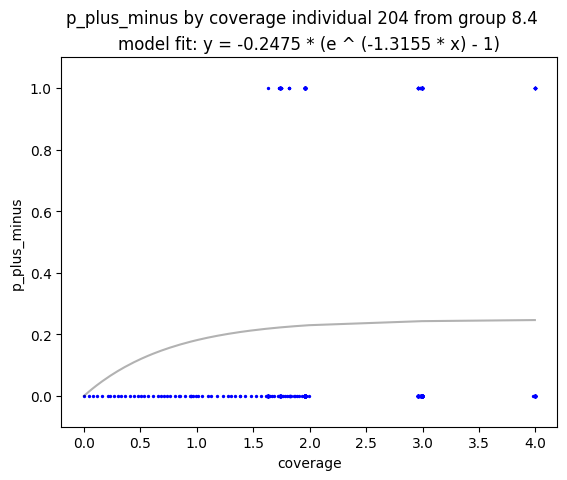 p_plus_minus by coverage individual 204 from group 8.4
model fit: y = -0.2475 * (e ^ (-1.3155 * x) - 1)
1.0
0.8
0.6
0.4
0.2
0.0
p_plus_minus
0.0 0.5 1.0 1.5 2.0 2.5 3.0 3.5 4.0
coverage